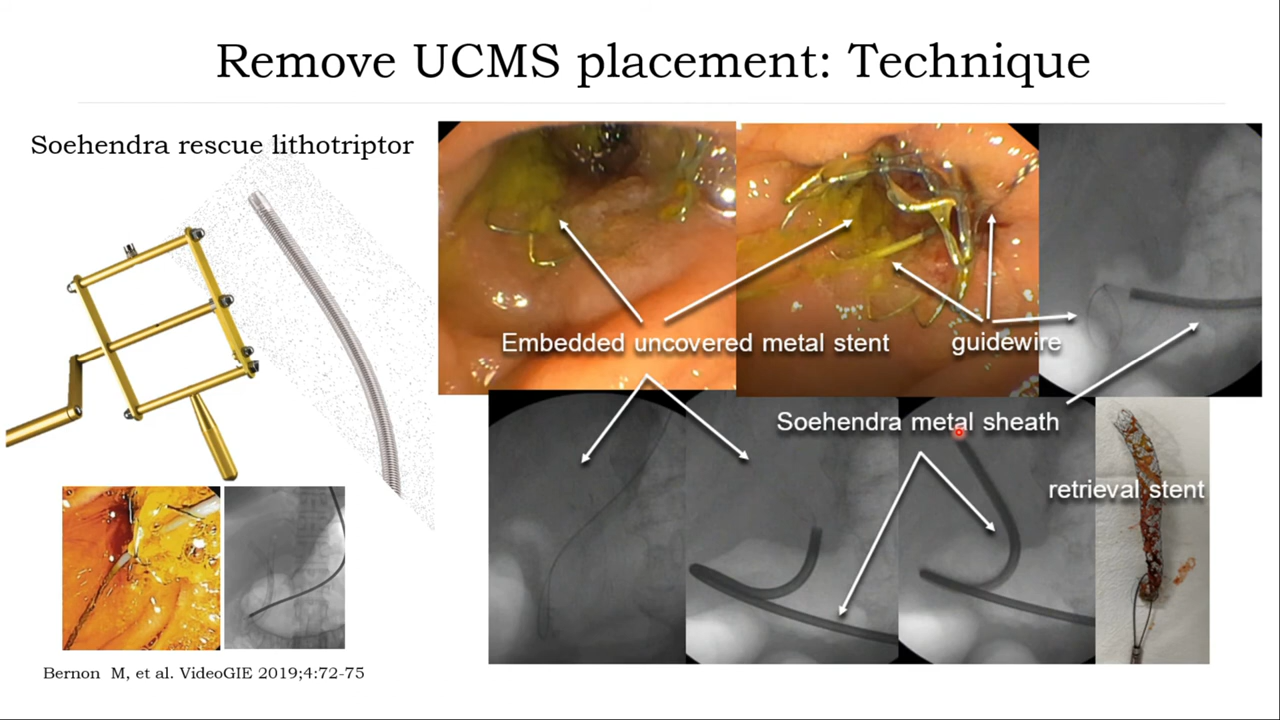 Remove UCMS placement: Technique
Soehendra rescue lithotriptor
Embedded uncovered metal stent
guidewire
Soehendra metal sheath
retrieval stent
Bernon M, et al. VideoGIE 2019;4:72-75